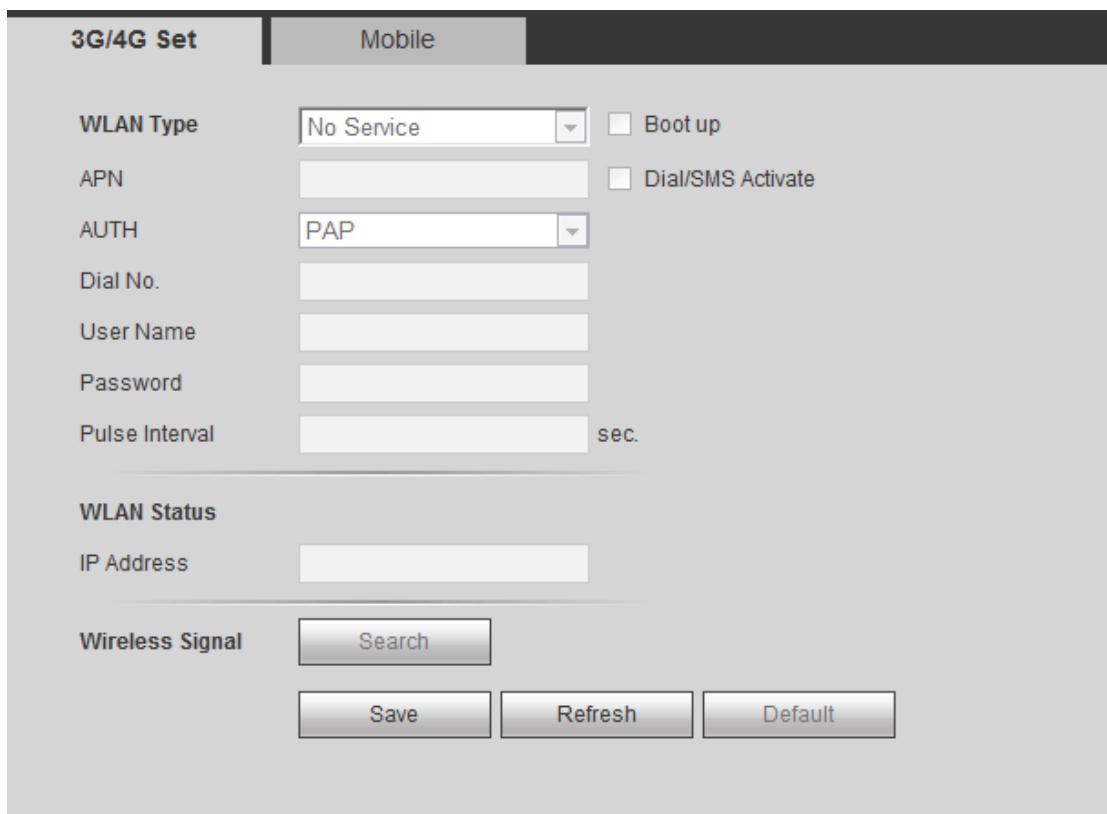 3G/4G Set Mobile
WLAN Type No Service Boot up
APN Dial/SMS Activate
AUTH PAP
Dial No.
User Name
Password
Pulse Interval sec.
WLAN Status
IP Address
Wireless Signal Search
Save Refresh Default